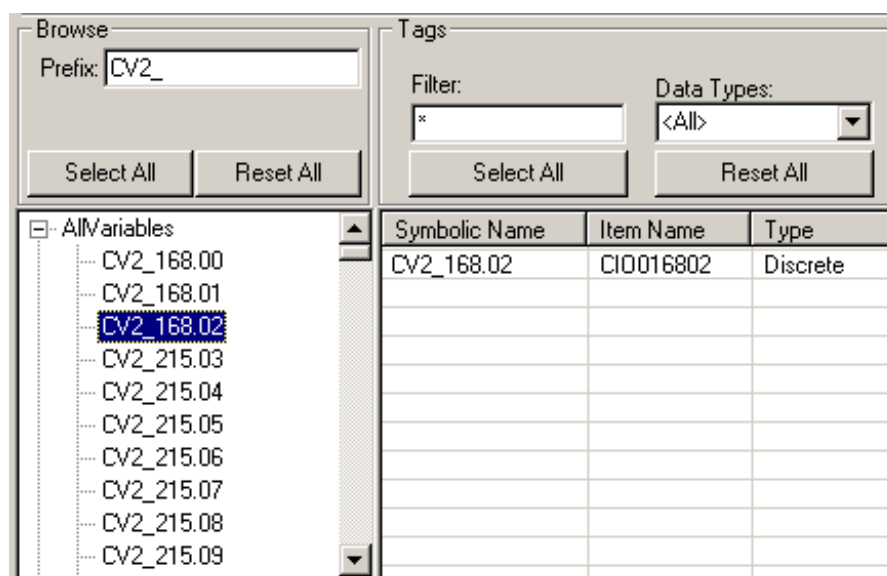 Browse
Prefix: CV2_
Select All Reset All
Tags
Filter: Data Types:
* <All>
Select All Reset All
AllVariables
CV2_168.00
CV2_168.01
CV2_168.02
CV2_215.03
CV2_215.04
CV2_215.05
CV2_215.06
CV2_215.07
CV2_215.08
CV2_215.09
Symbolic Name Item Name Type
CV2_168.02 CIO016802 Discrete